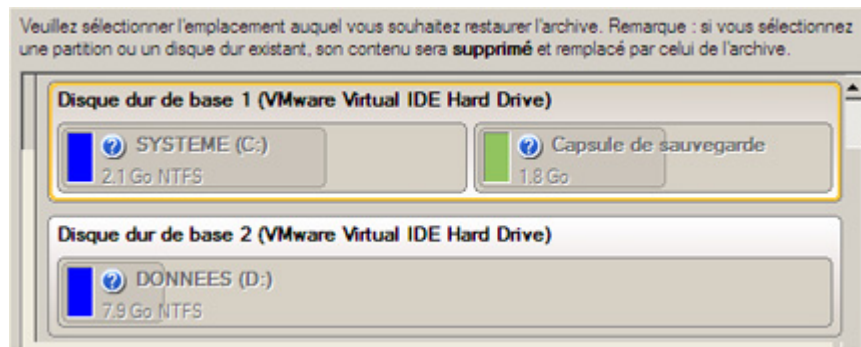 Veuillez sélectionner l'emplacement auquel vous souhaitez restaurer l'archive. Remarque : si vous sélectionnez
une partition ou un disque dur existant, son contenu sera supprimé et remplacé par celui de l'archive.
Disque dur de base 1 (VMware Virtual IDE Hard Drive)
SYSTEME (C:)
2.1 Go NTFS
Capsule de sauvegarde
1.8 Go
Disque dur de base 2 (VMware Virtual IDE Hard Drive)
DONNEES (D:)
7.9 Go NTFS